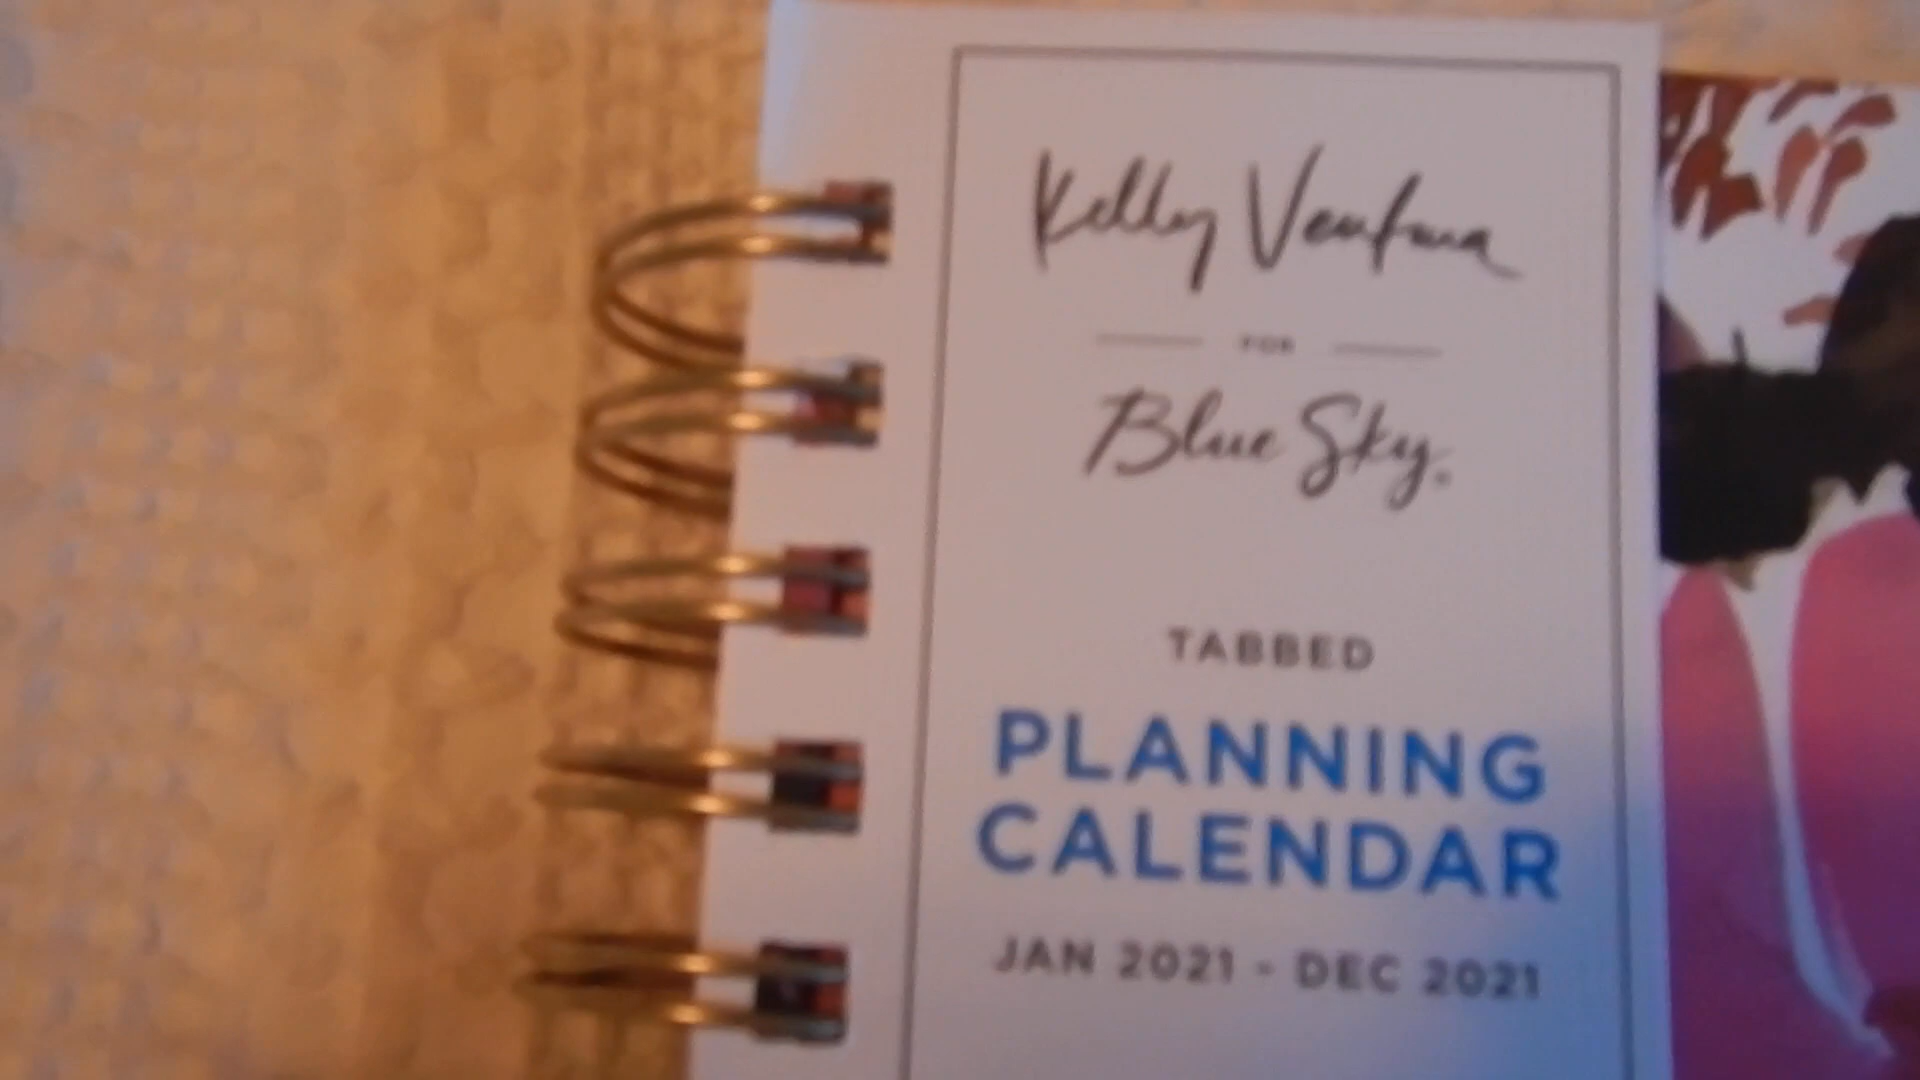 Kelly Ventura
FOR
Blue Sky.
TABBED
PLANNING
CALENDAR
JAN 2021 - DEC 2021